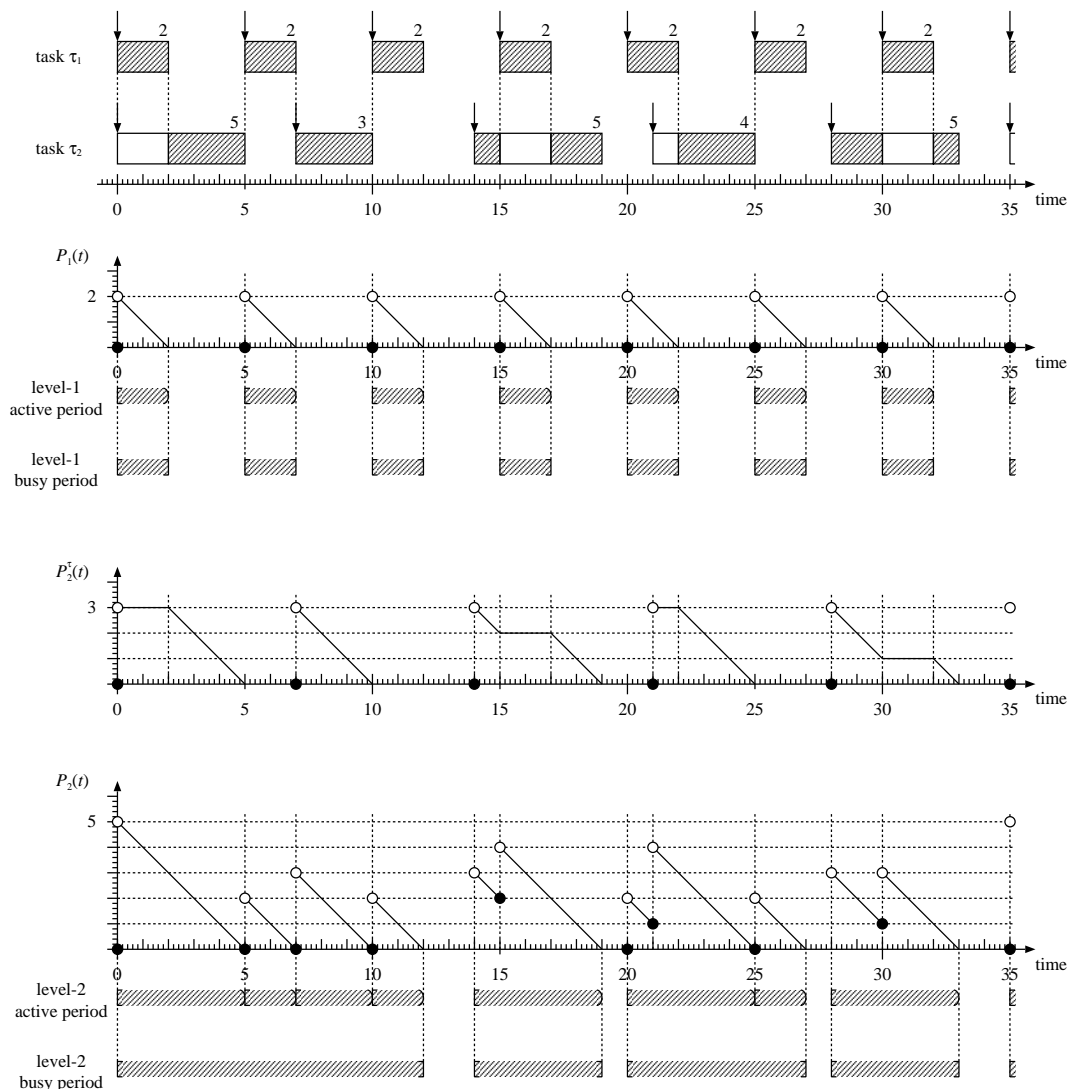 2 2 2 2 2 2 2
task τ1
5 3 5 4 5
task τ2
time
0 5 10 15 20 25 30 35
P1(t)
2
time
0 5 10 15 20 25 30 35
level-1
active period
level-1
busy period
P2τ(t)
3
time
0 5 10 15 20 25 30 35
P2(t)
5
time
0 5 10 15 20 25 30 35
level-2
active period
level-2
busy period